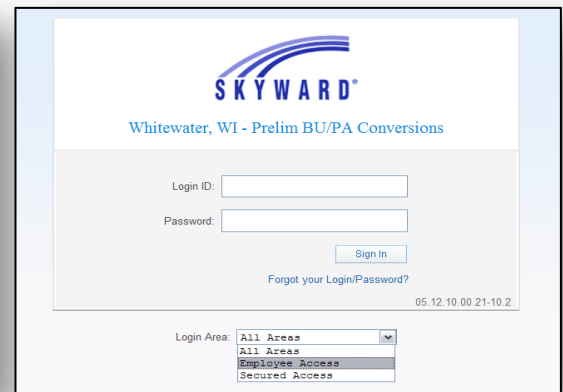 SKYWARD®
Whitewater, WI - Prelim BU/PA Conversions
Login ID:
Password:
Sign In
Forgot your Login/Password?
05.12.10.00.21-10.2
Login Area: All Areas
All Areas
Employee Access
Secured Access